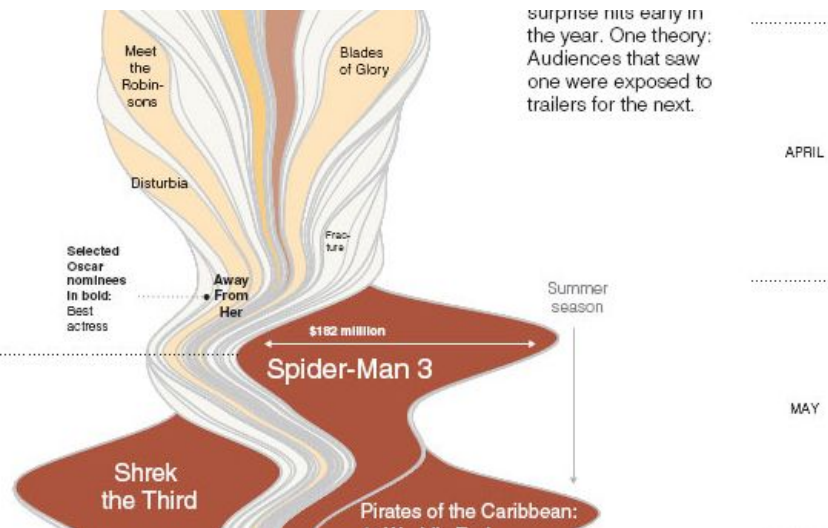 surprise hits early in
the year. One theory:
Audiences that saw
one were exposed to
trailers for the next.
Meet
the
Robin-
sons
Blades
of Glory
APRIL
Disturbia
Frac-
ture
Selected
Oscar
nominees
in bold:
Best
actress
Away
From
Her
Summer
season
$182 million
Spider-Man 3
MAY
Shrek
the Third
Pirates of the Caribbean: